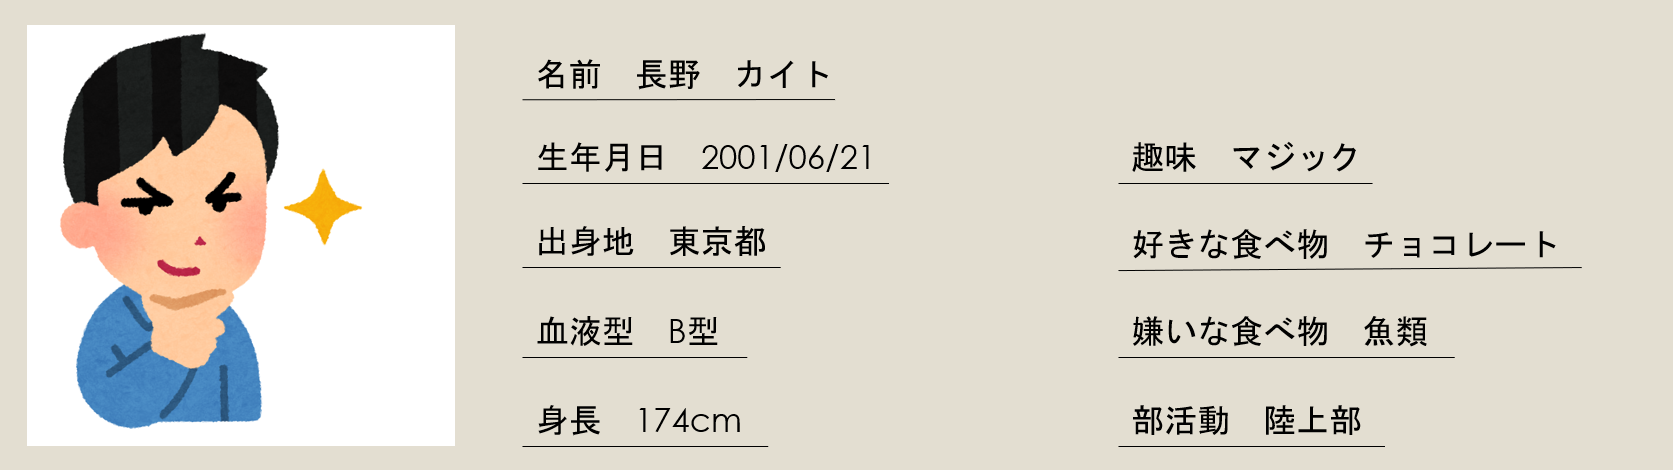 名前　長野　カイト
生年月日　2001/06/21
出身地　東京都
血液型　B型
身長　174cm
趣味　マジック
好きな食べ物　チョコレート
嫌いな食べ物　魚類
部活動　陸上部